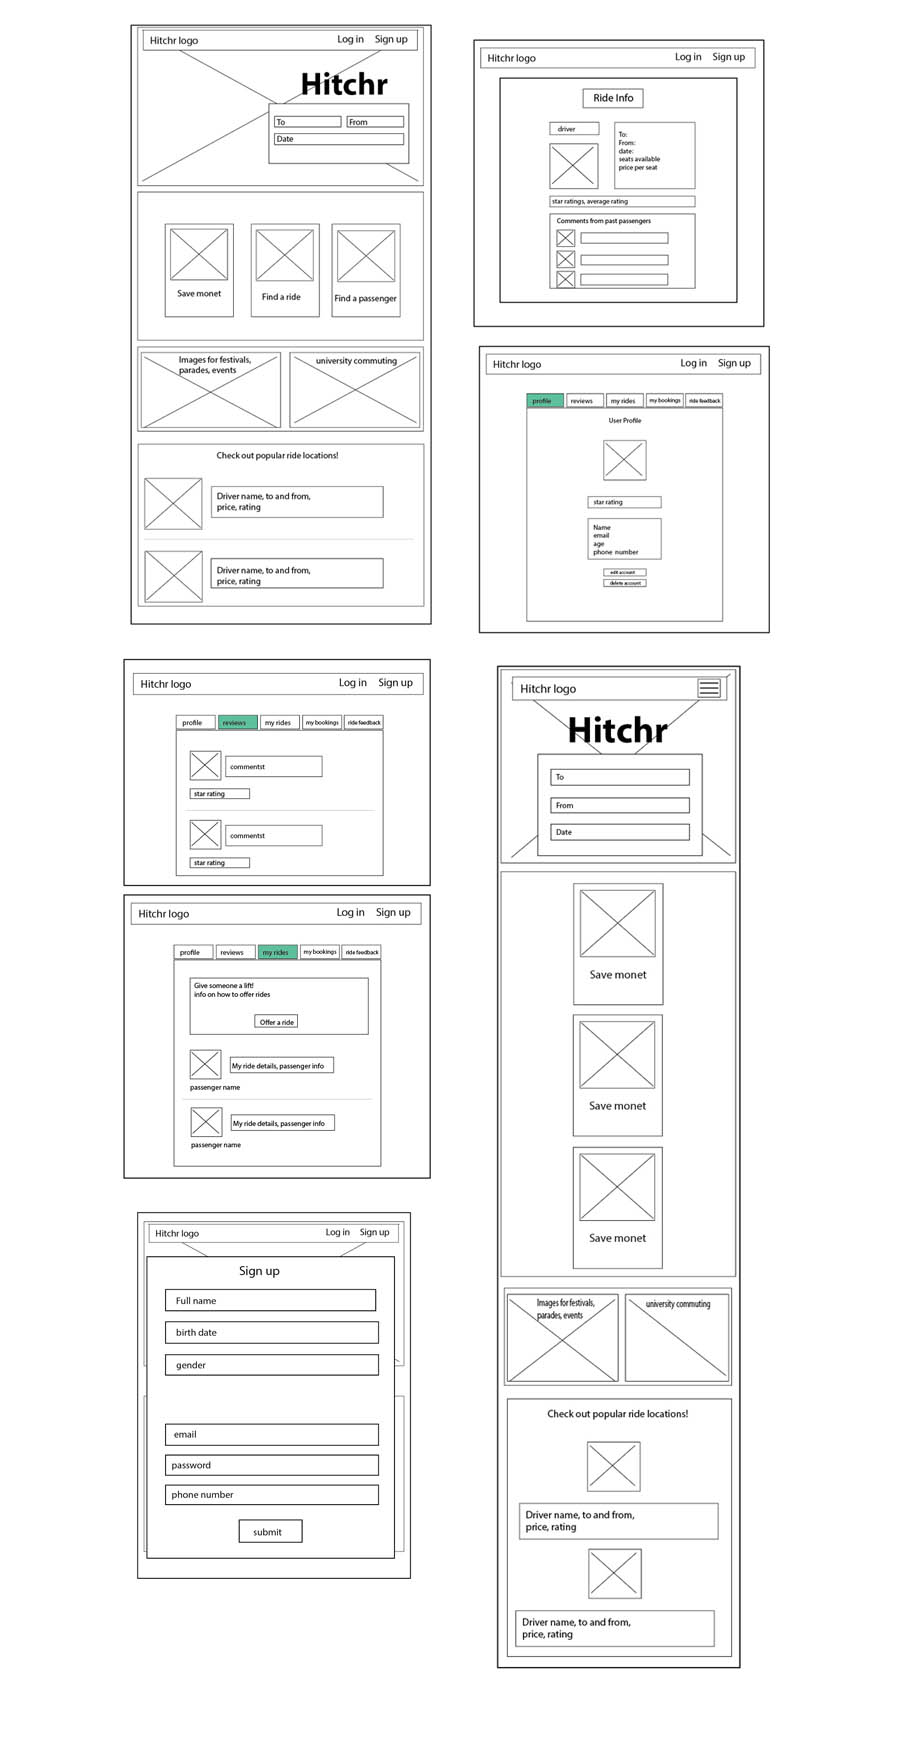 Hitchr logo
Log in
Sign up
Hitchr
To
From
Date
Save monet
Find a ride
Find a passenger
Images for festivals,
parades, events
university commuting
Check out popular ride locations!
Driver name, to and from,
price, rating
Driver name, to and from,
price, rating
Hitchr logo
Log in
Sign up
Ride Info
driver
To:
From:
date:
seats available
price per seat
star ratings, average rating
Comments from past passengers
Hitchr logo
Log in
Sign up
profile
reviews
my rides
my bookings
ride feedback
User Profile
star rating
Name
email
age
phone number
edit account
delete account
Hitchr logo
Log in
Sign up
profile
reviews
my rides
my bookings
ride feedback
commentst
star rating
commentst
star rating
Hitchr logo
Log in
Sign up
profile
reviews
my rides
my bookings
ride feedback
Give someone a lift!
info on how to offer rides
Offer a ride
My ride details, passenger info
passenger name
My ride details, passenger info
passenger name
Hitchr logo
Log in
Sign up
Sign up
Full name
birth date
gender
email
password
phone number
submit
Hitchr logo
Hitchr
To
From
Date
Save monet
Save monet
Save monet
Images for festivals,
parades, events
university commuting
Check out popular ride locations!
Driver name, to and from,
price, rating
Driver name, to and from,
price, rating